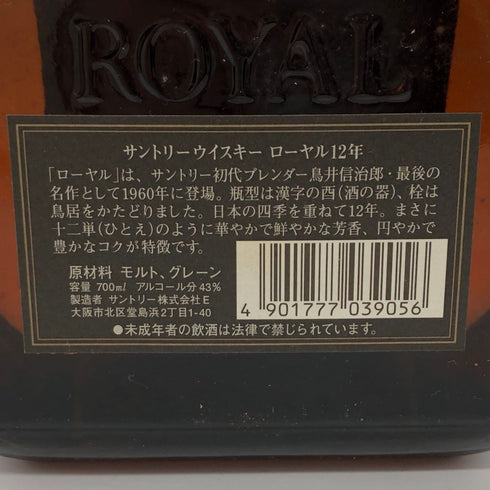 ROYAL
サントリーウイスキー ローヤル12年
「ローヤル」は、サントリー初代ブレンダー鳥井信治郎・最後の
名作として1960年に登場。瓶型は漢字の酉(酒の器)、栓は
鳥居をかたどりました。日本の四季を重ねて12年。まさに
十二単(ひとえ)のように華やかで鮮やかな芳香、円やかで
豊かなコクが特徴です。
原材料 モルト、グレーン
容量 700ml アルコール分43%
製造者 サントリー株式会社E
大阪市北区堂島浜2丁目1-40
4 901777 039056
●未成年者の飲酒は法律で禁じられています。